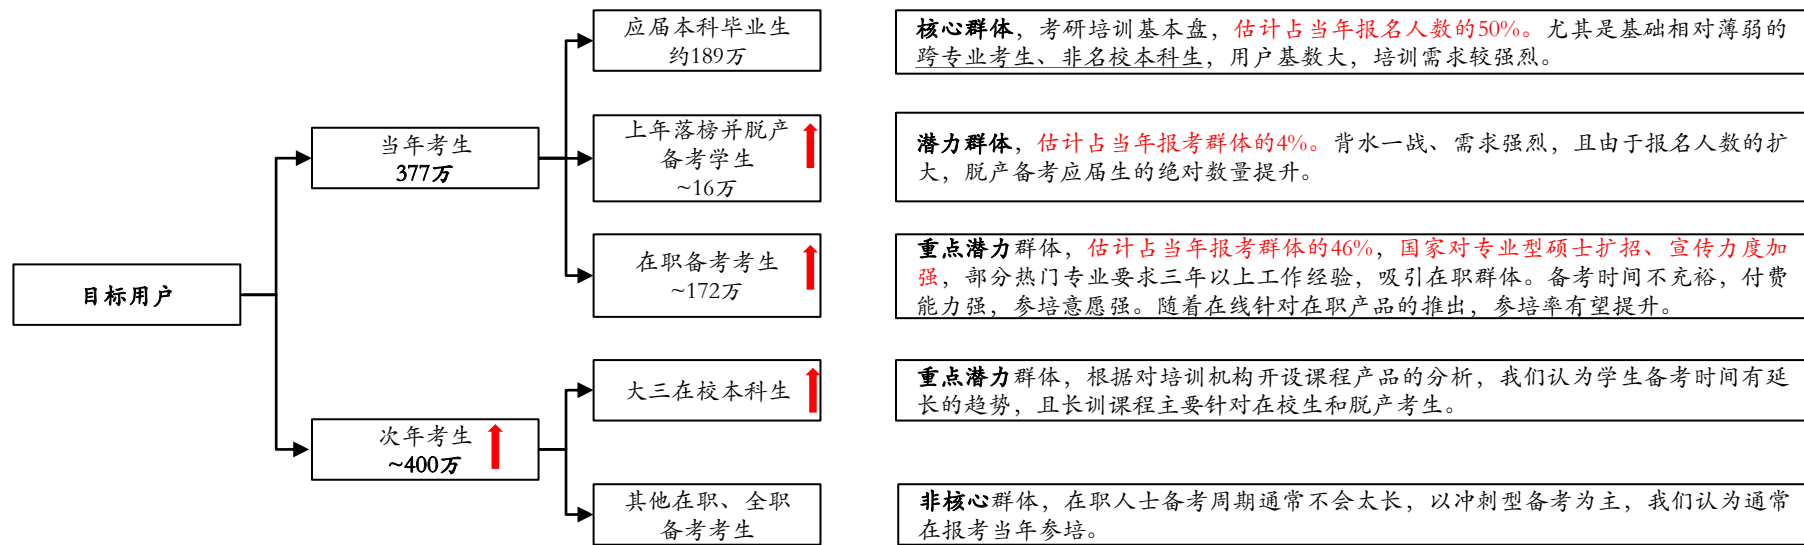 目标用户
当年考生
377万
次年考生
~400万
应届本科毕业生
约189万
核心群体，考研培训基本盘，估计占当年报名人数的50%。尤其是基础相对薄弱的
跨专业考生、非名校本科生，用户基数大，培训需求较强烈。
上年落榜并脱产
备考学生
~16万
潜力群体，估计占当年报考群体的4%。背水一战、需求强烈，且由于报名人数的扩
大，脱产备考应届生的绝对数量提升。
在职备考考生
~172万
重点潜力群体，估计占当年报考群体的46%，国家对专业型硕士扩招、宣传力度加
强，部分热门专业要求三年以上工作经验，吸引在职群体。备考时间不充裕，付费
能力强，参培意愿强。随着在线针对在职产品的推出，参培率有望提升。
大三在校本科生
重点潜力群体，根据对培训机构开设课程产品的分析，我们认为学生备考时间有延
长的趋势，且长训课程主要针对在校生和脱产考生。
其他在职、全职
备考考生
非核心群体，在职人士备考周期通常不会太长，以冲刺型备考为主，我们认为通常
在报考当年参培。